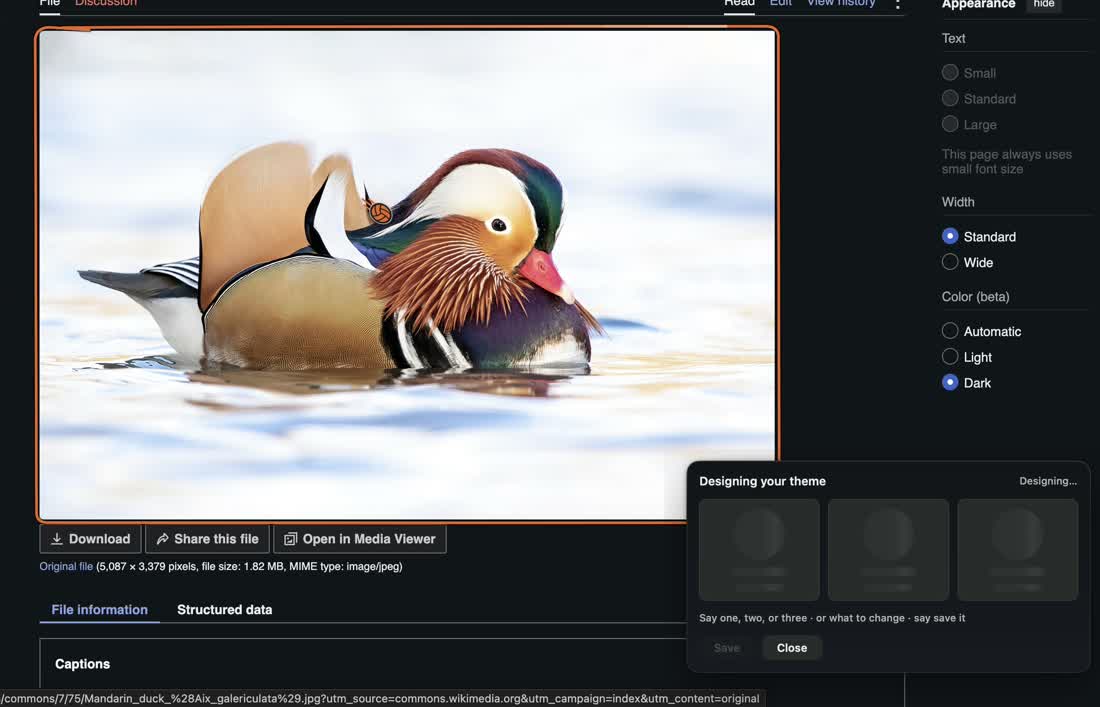 File Discussion Read Edit View history
Appearance hide
Text
Small
Standard
Large
This page always uses
small font size
Width
Standard
Wide
Color (beta)
Automatic
Light
Dark
Download Share this file Open in Media Viewer
Original file (5,087 × 3,379 pixels, file size: 1.82 MB, MIME type: image/jpeg)
File information Structured data
Captions
Designing your theme Designing...
Say one, two, or three · or what to change · say save it
Save Close
/commons/7/75/Mandarin_duck_%28Aix_galericulata%29.jpg?utm_source=commons.wikimedia.org&utm_campaign=index&utm_content=original